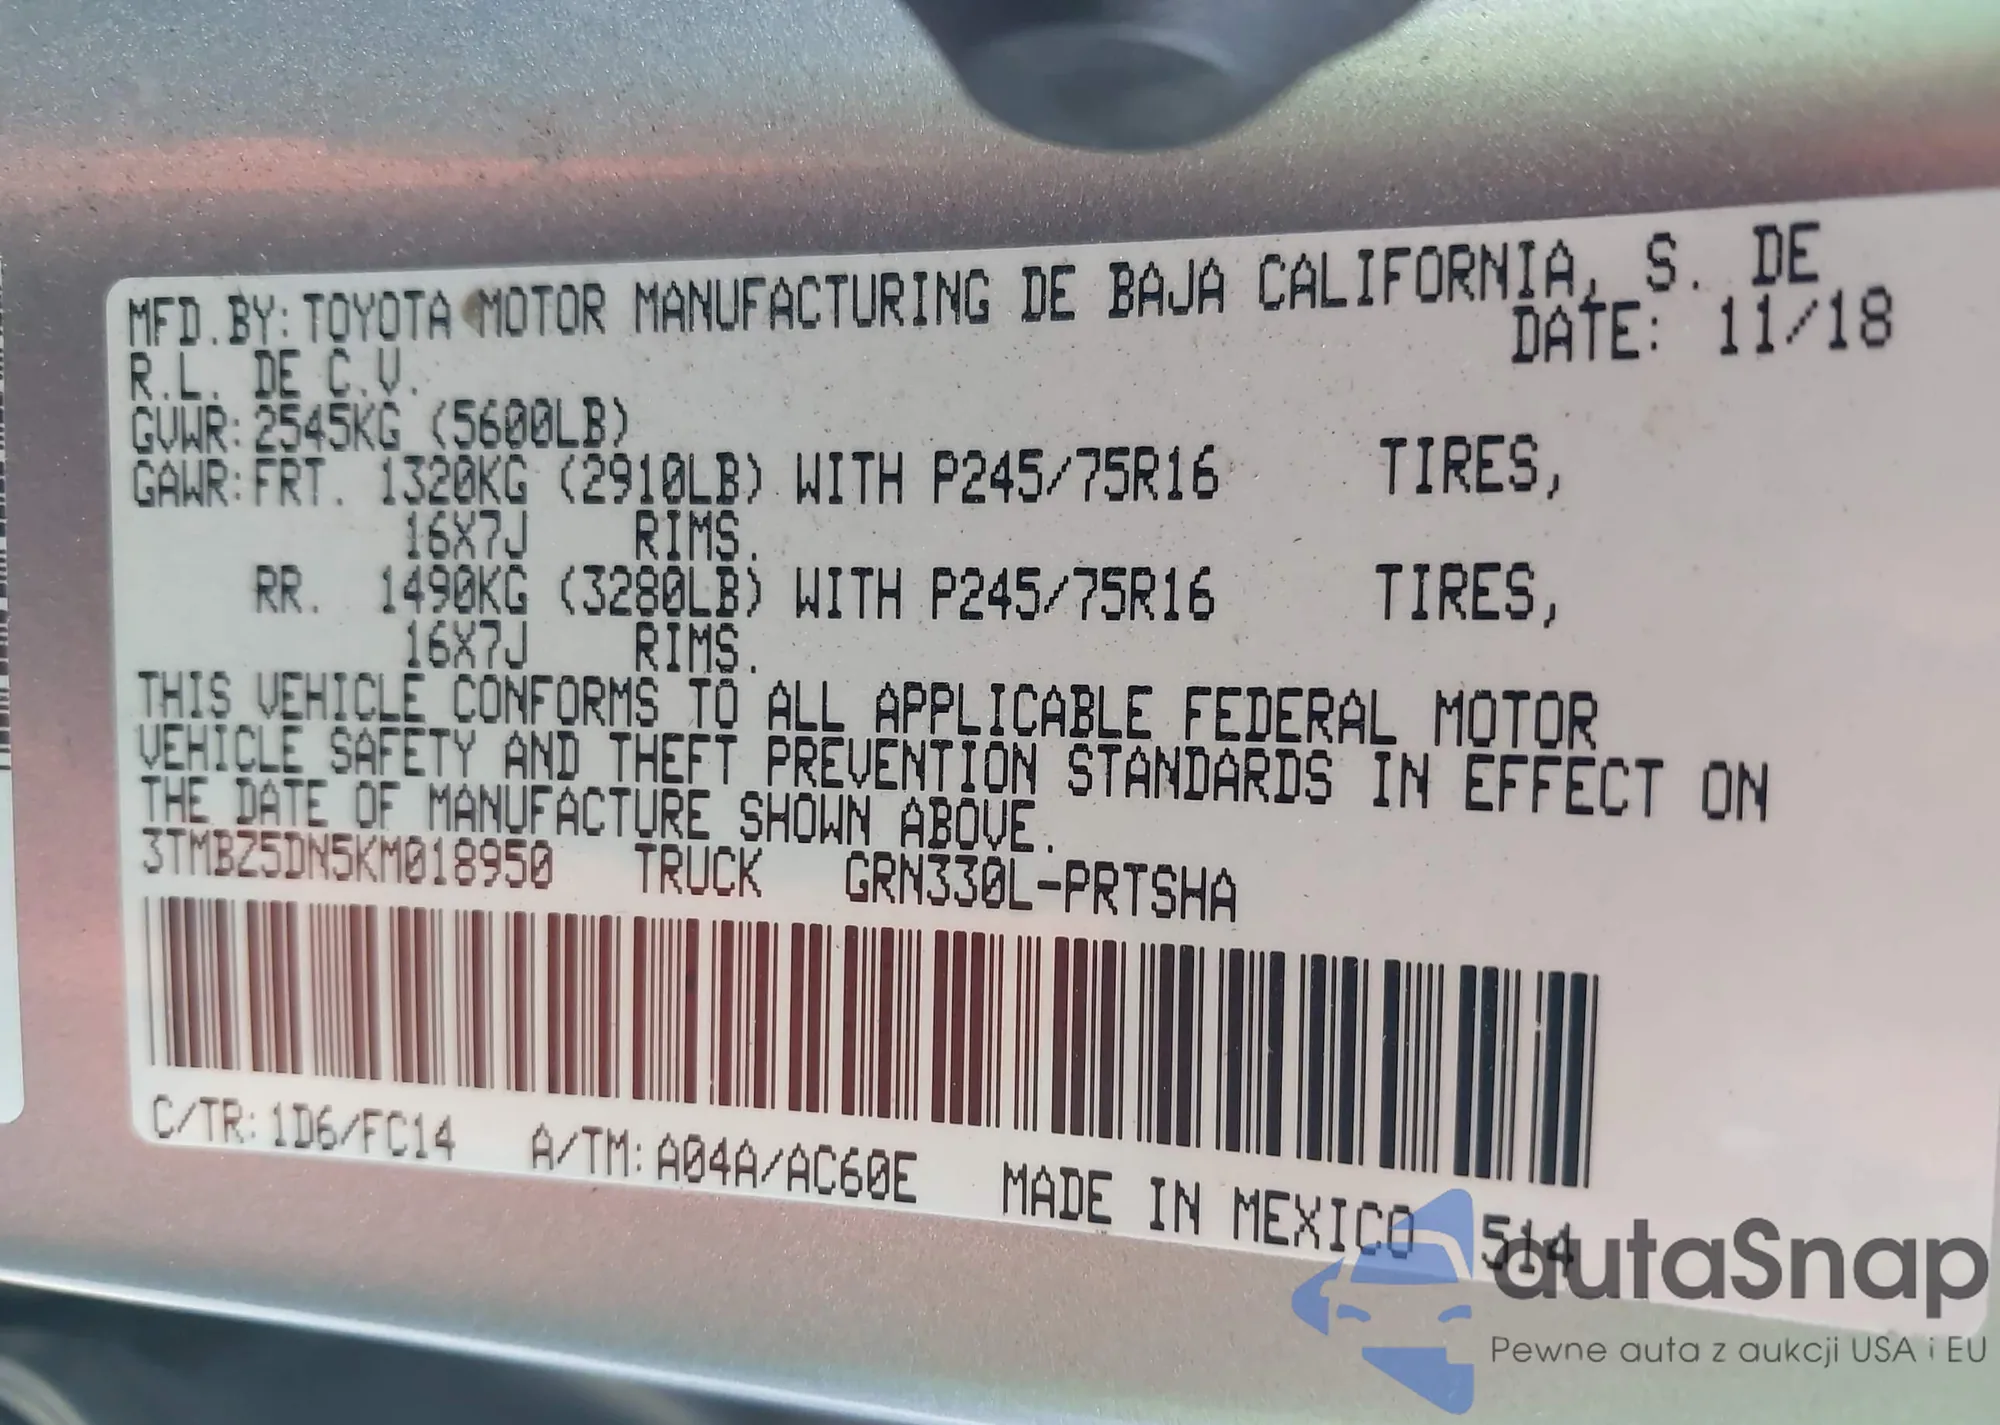 MFD.BY:TOYOTA MOTOR MANUFACTURING DE BAJA CALIFORNIA, S. DE
R.L. DE C.V.
DATE: 11/18
GVWR:2545KG (5600LB)
GAWR:FRT. 1320KG (2910LB) WITH P245/75R16 TIRES,
16X7J RIMS.
RR. 1490KG (3280LB) WITH P245/75R16 TIRES,
16X7J RIMS.
THIS VEHICLE CONFORMS TO ALL APPLICABLE FEDERAL MOTOR
VEHICLE SAFETY AND THEFT PREVENTION STANDARDS IN EFFECT ON
THE DATE OF MANUFACTURE SHOWN ABOVE.
3TMBZ5DN5KM018950 TRUCK GRN330L-PRTSHA
C/TR:1D6/FC14 A/TM:A04A/AC60E MADE IN MEXICO 514
autaSnap
Pewne auta z aukcji USA i EU